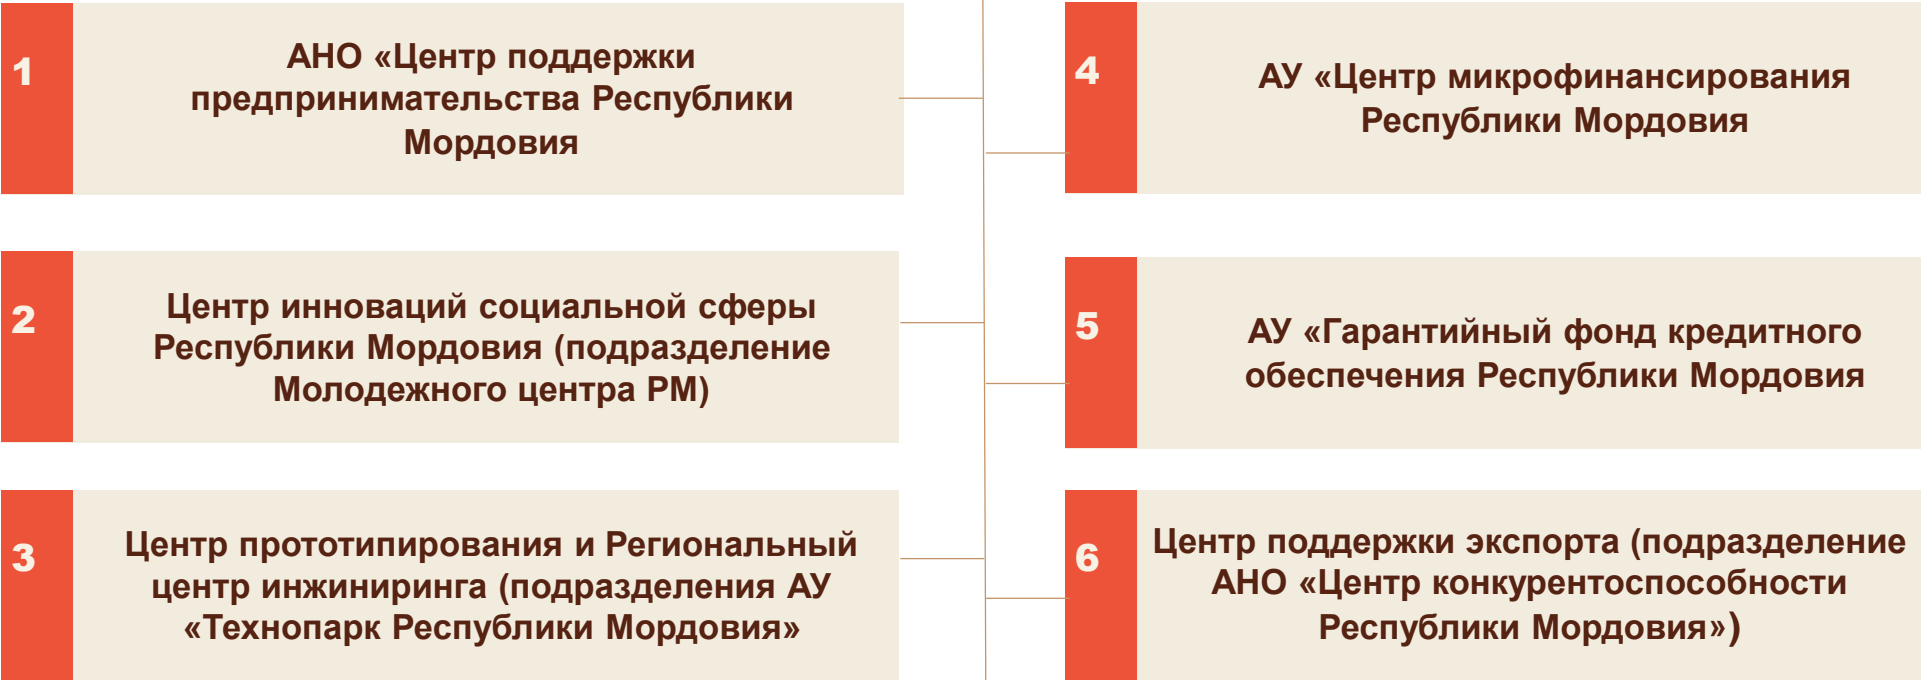 1
АНО «Центр поддержки
предпринимательства Республики
Мордовия
2
Центр инноваций социальной сферы
Республики Мордовия (подразделение
Молодежного центра РМ)
3
Центр прототипирования и Региональный
центр инжиниринга (подразделения АУ
«Технопарк Республики Мордовия»
4
АУ «Центр микрофинансирования
Республики Мордовия
5
АУ «Гарантийный фонд кредитного
обеспечения Республики Мордовия
6
Центр поддержки экспорта (подразделение
АНО «Центр конкурентоспособности
Республики Мордовия»)